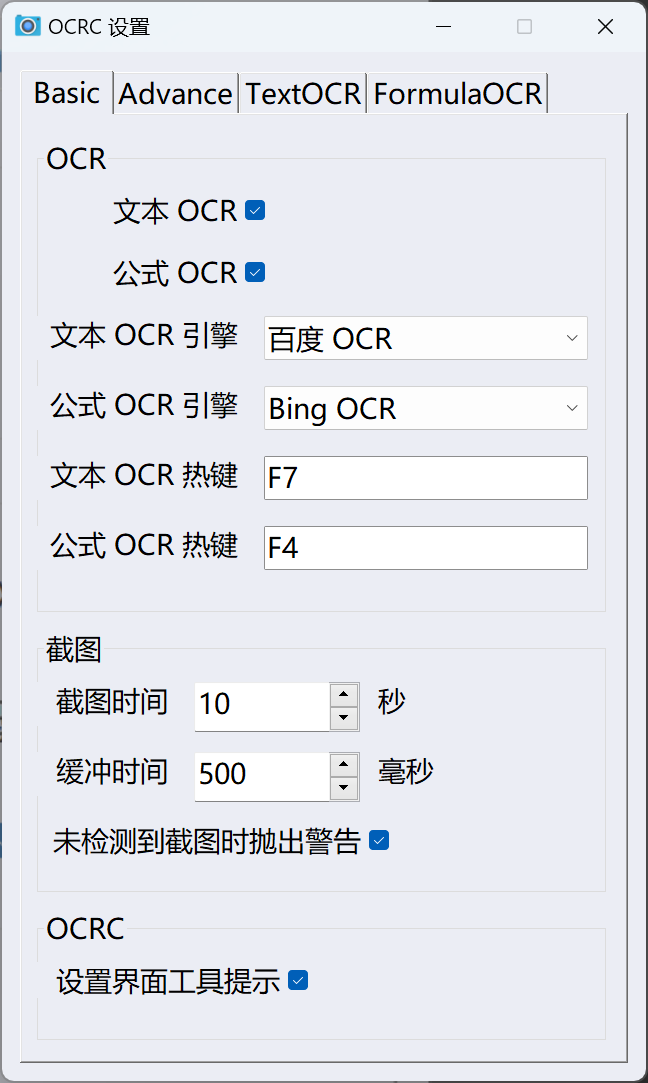 OCRC 设置
Basic Advance TextOCR FormulaOCR
OCR
文本 OCR
公式 OCR
文本 OCR 引擎 百度 OCR
公式 OCR 引擎 Bing OCR
文本 OCR 热键 F7
公式 OCR 热键 F4
截图
截图时间 10 秒
缓冲时间 500 毫秒
未检测到截图时抛出警告
OCRC
设置界面工具提示